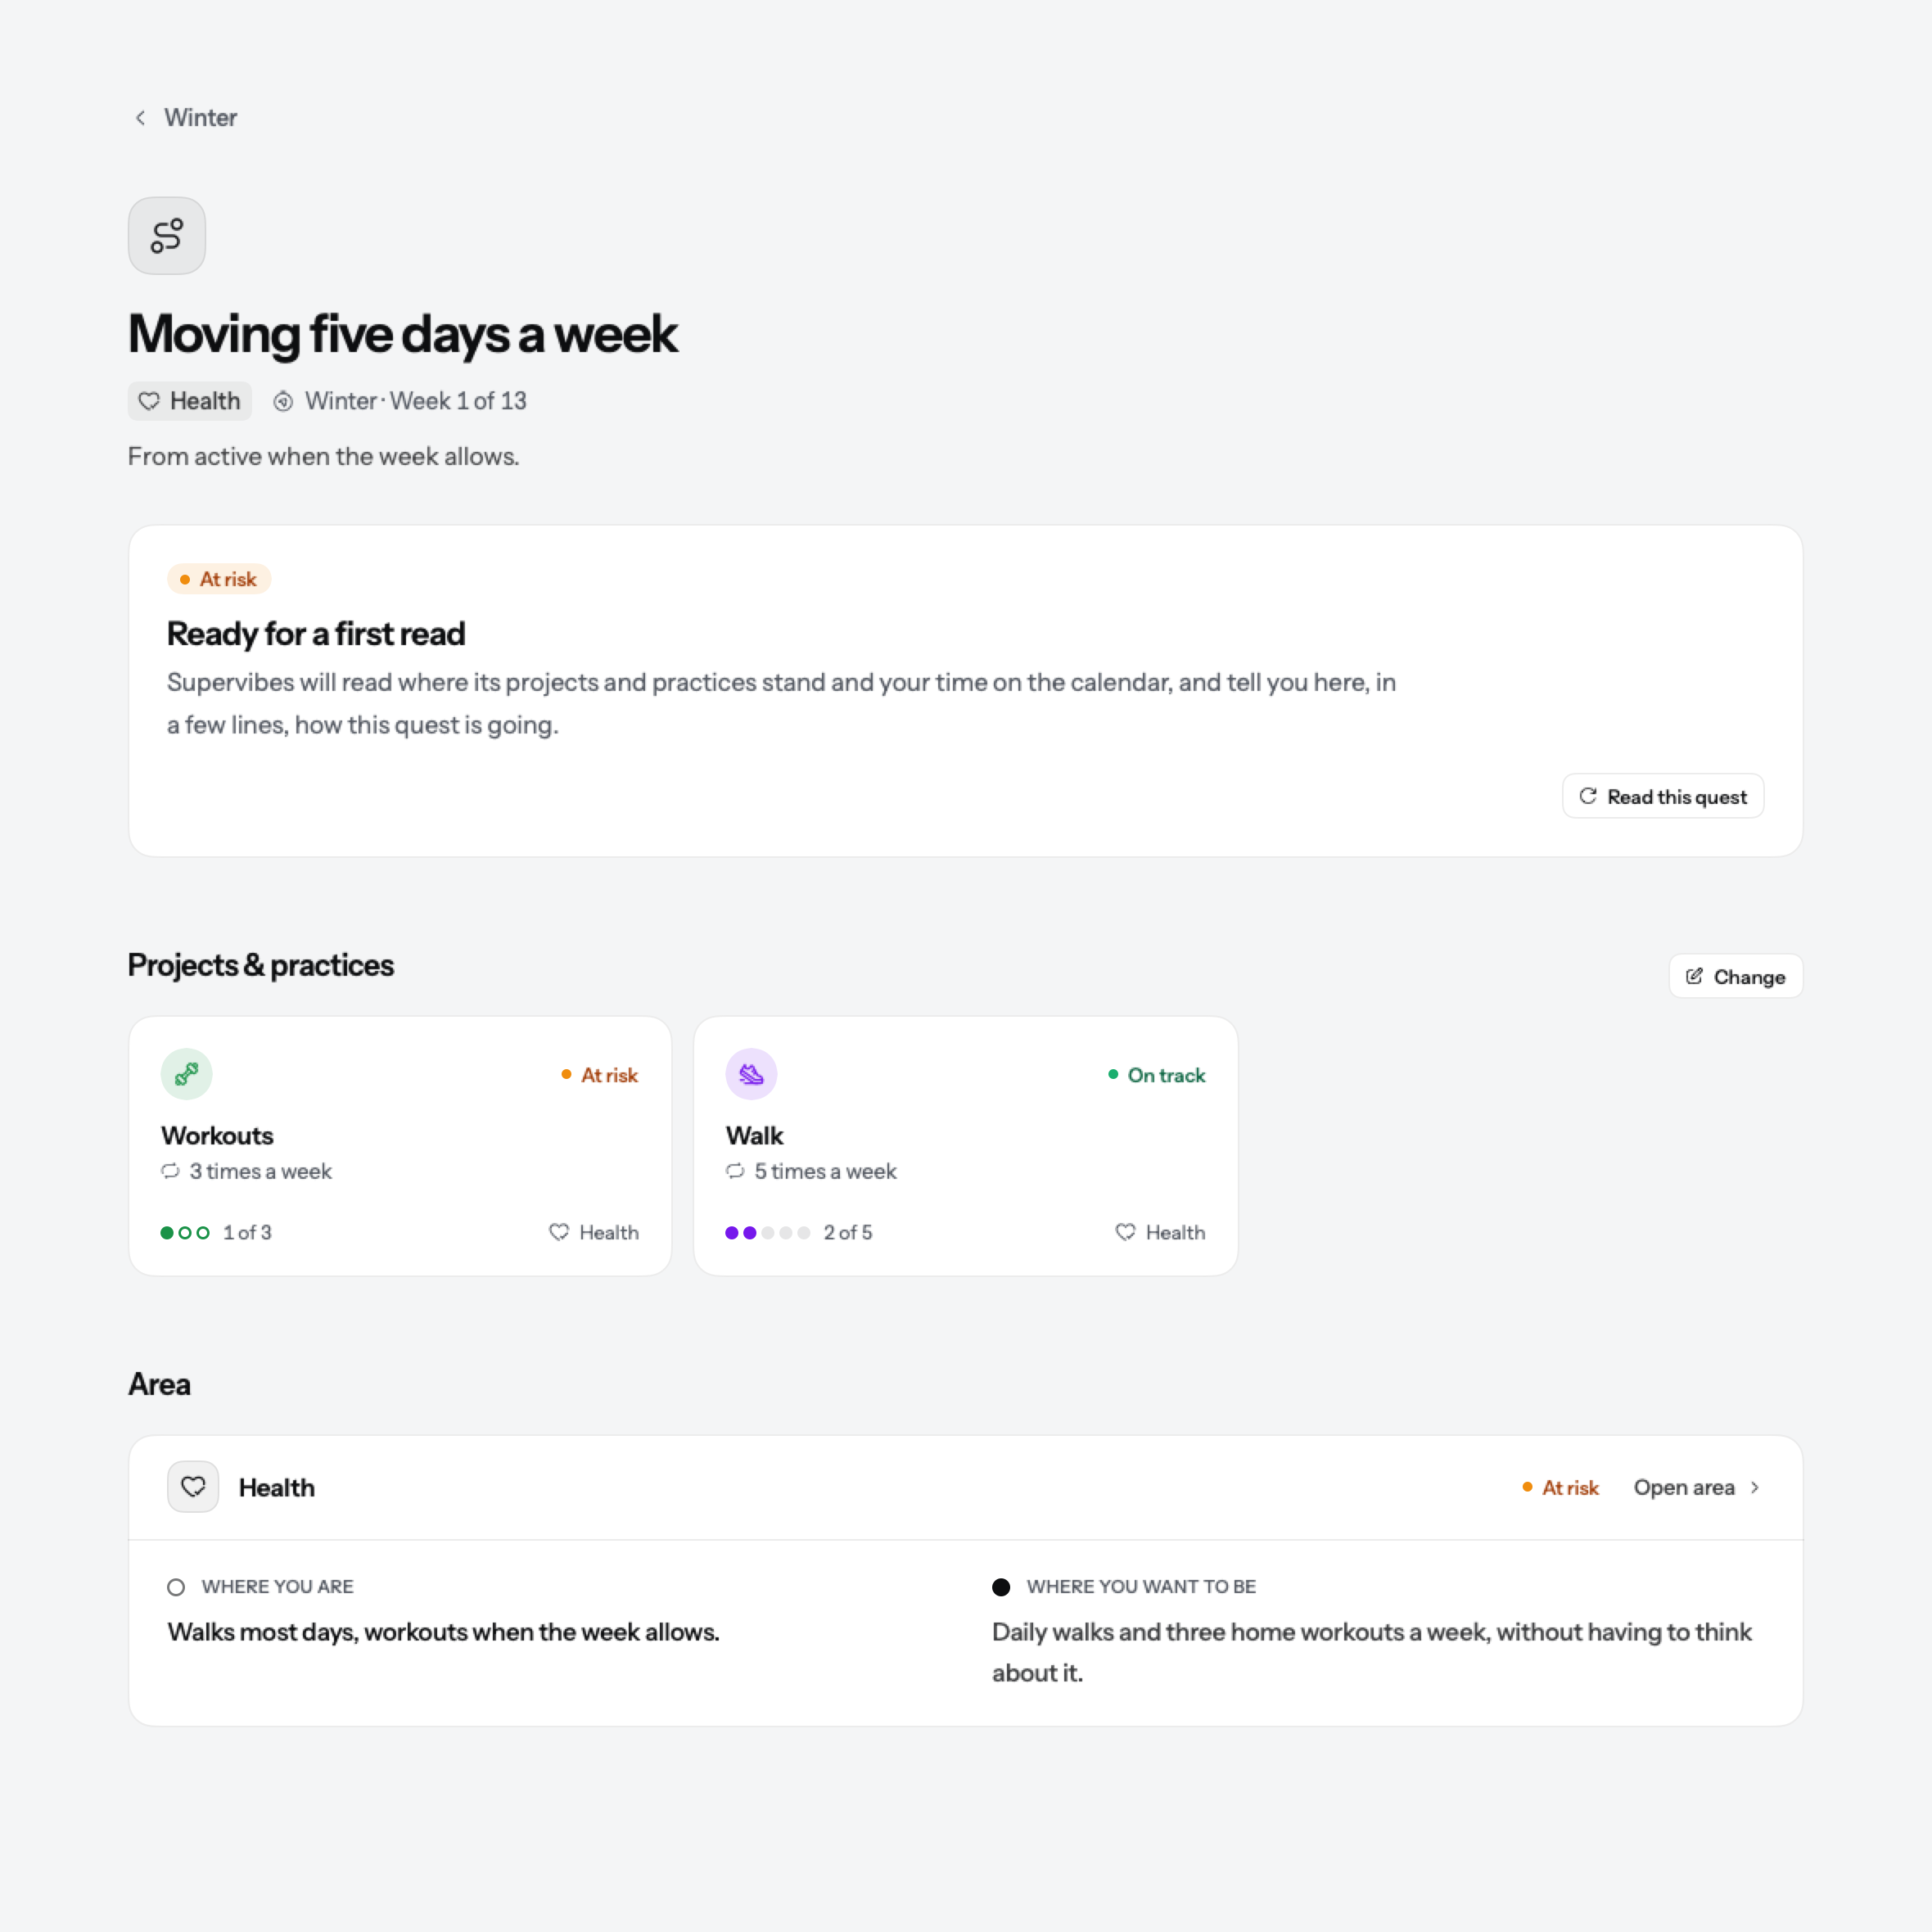 Winter
Moving five days a week
Health
Winter · Week 1 of 13
From active when the week allows.
At risk
Ready for a first read
Supervibes will read where its projects and practices stand and your time on the calendar, and tell you here, in
a few lines, how this quest is going.
Read this quest
Projects & practices
Change
At risk
Workouts
3 times a week
1 of 3
Health
On track
Walk
5 times a week
2 of 5
Health
Area
Health
At risk
Open area
WHERE YOU ARE
Walks most days, workouts when the week allows.
WHERE YOU WANT TO BE
Daily walks and three home workouts a week, without having to think
about it.